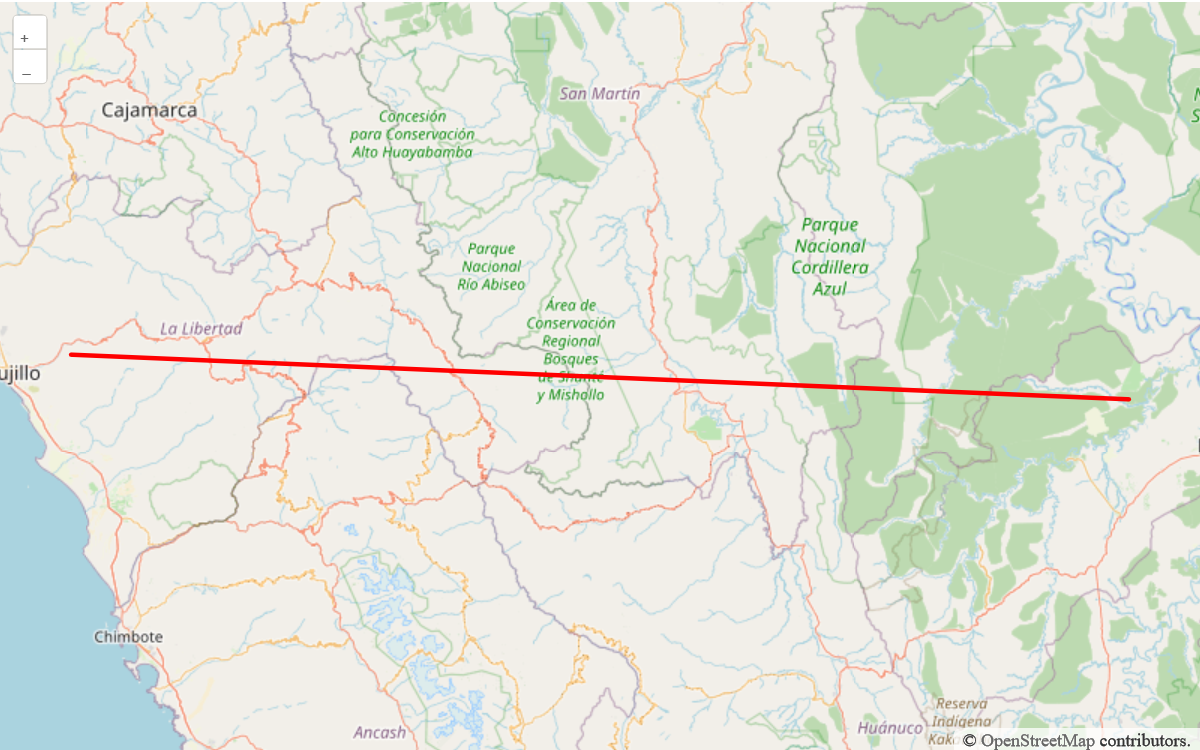 +
–
Cajamarca
San Martín
Concesión
para Conservación
Alto Huayabamba
Parque
Nacional
Cordillera
Azul
Parque
Nacional
Río Abiseo
Área de
Conservación
Regional
Bosques
de Shunté
y Mishollo
La Libertad
ujillo
Chimbote
Ancash
Huánuco
Reserva
Indígena
Kak
N
S
© OpenStreetMap contributors.